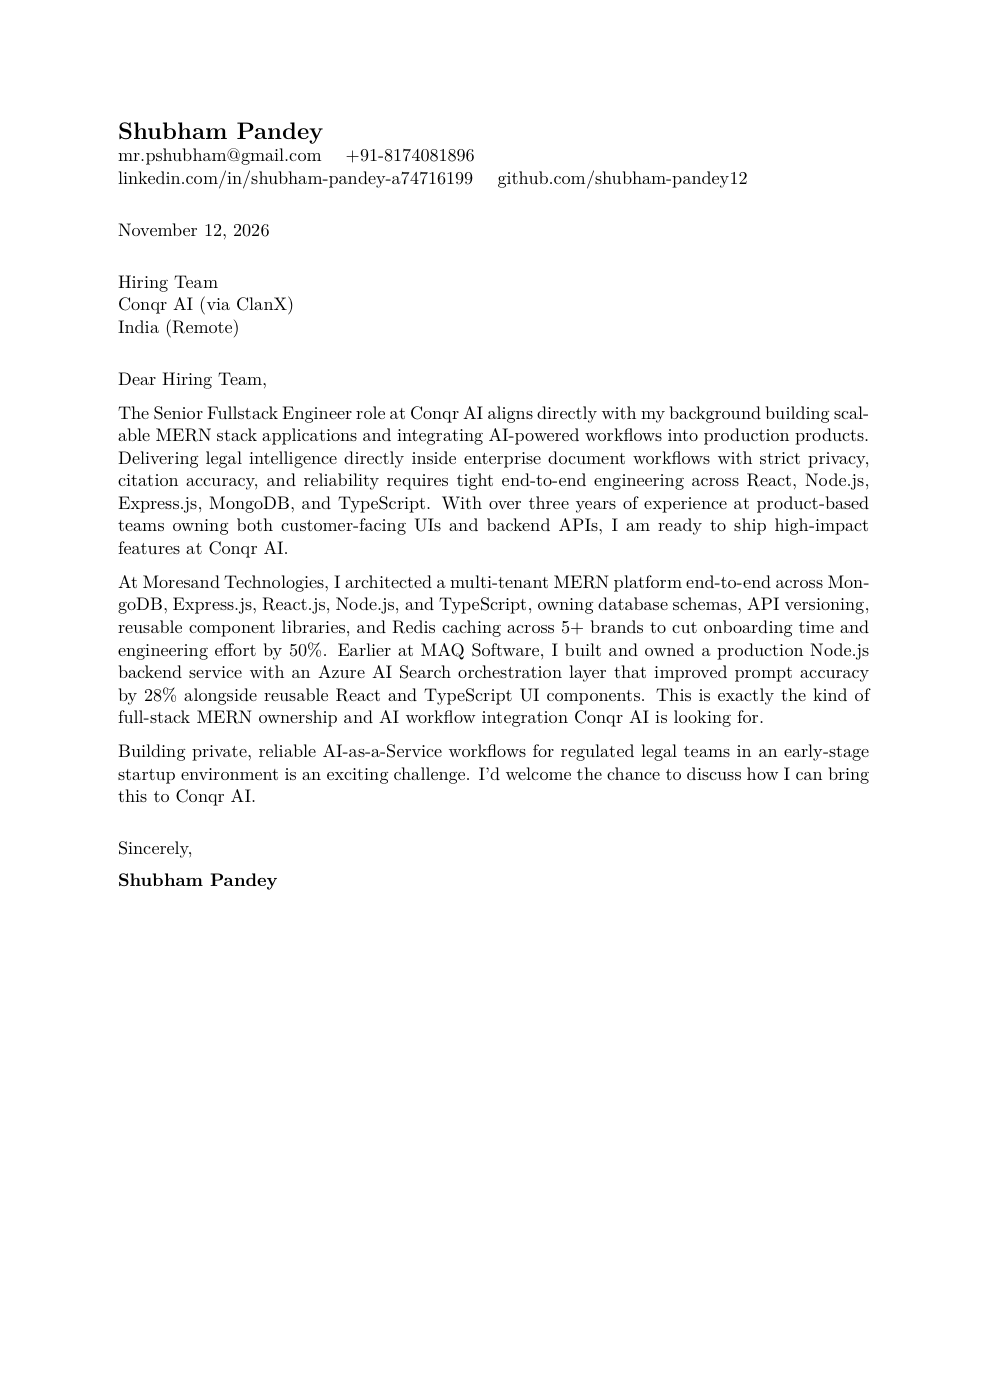 Shubham Pandey
mr.pshubham@gmail.com +91-8174081896
linkedin.com/in/shubham-pandey-a74716199 github.com/shubham-pandey12
November 12, 2026
Hiring Team
Conqr AI (via ClanX)
India (Remote)
Dear Hiring Team,
The Senior Fullstack Engineer role at Conqr AI aligns directly with my background building scal-
able MERN stack applications and integrating AI-powered workflows into production products.
Delivering legal intelligence directly inside enterprise document workflows with strict privacy,
citation accuracy, and reliability requires tight end-to-end engineering across React, Node.js,
Express.js, MongoDB, and TypeScript. With over three years of experience at product-based
teams owning both customer-facing UIs and backend APIs, I am ready to ship high-impact
features at Conqr AI.
At Moresand Technologies, I architected a multi-tenant MERN platform end-to-end across Mon-
goDB, Express.js, React.js, Node.js, and TypeScript, owning database schemas, API versioning,
reusable component libraries, and Redis caching across 5+ brands to cut onboarding time and
engineering effort by 50%. Earlier at MAQ Software, I built and owned a production Node.js
backend service with an Azure AI Search orchestration layer that improved prompt accuracy
by 28% alongside reusable React and TypeScript UI components. This is exactly the kind of
full-stack MERN ownership and AI workflow integration Conqr AI is looking for.
Building private, reliable AI-as-a-Service workflows for regulated legal teams in an early-stage
startup environment is an exciting challenge. I'd welcome the chance to discuss how I can bring
this to Conqr AI.
Sincerely,
Shubham Pandey